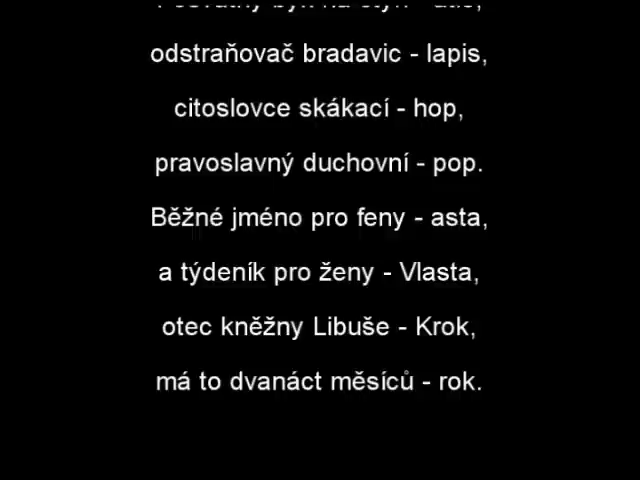 odstraňovač bradavic - lapis,
citoslovce skákací - hop,
pravoslavný duchovní - pop.
Běžné jméno pro feny - asta,
a týdeník pro ženy - Vlasta,
otec kněžny Libuše - Krok,
má to dvanáct měsíců - rok.